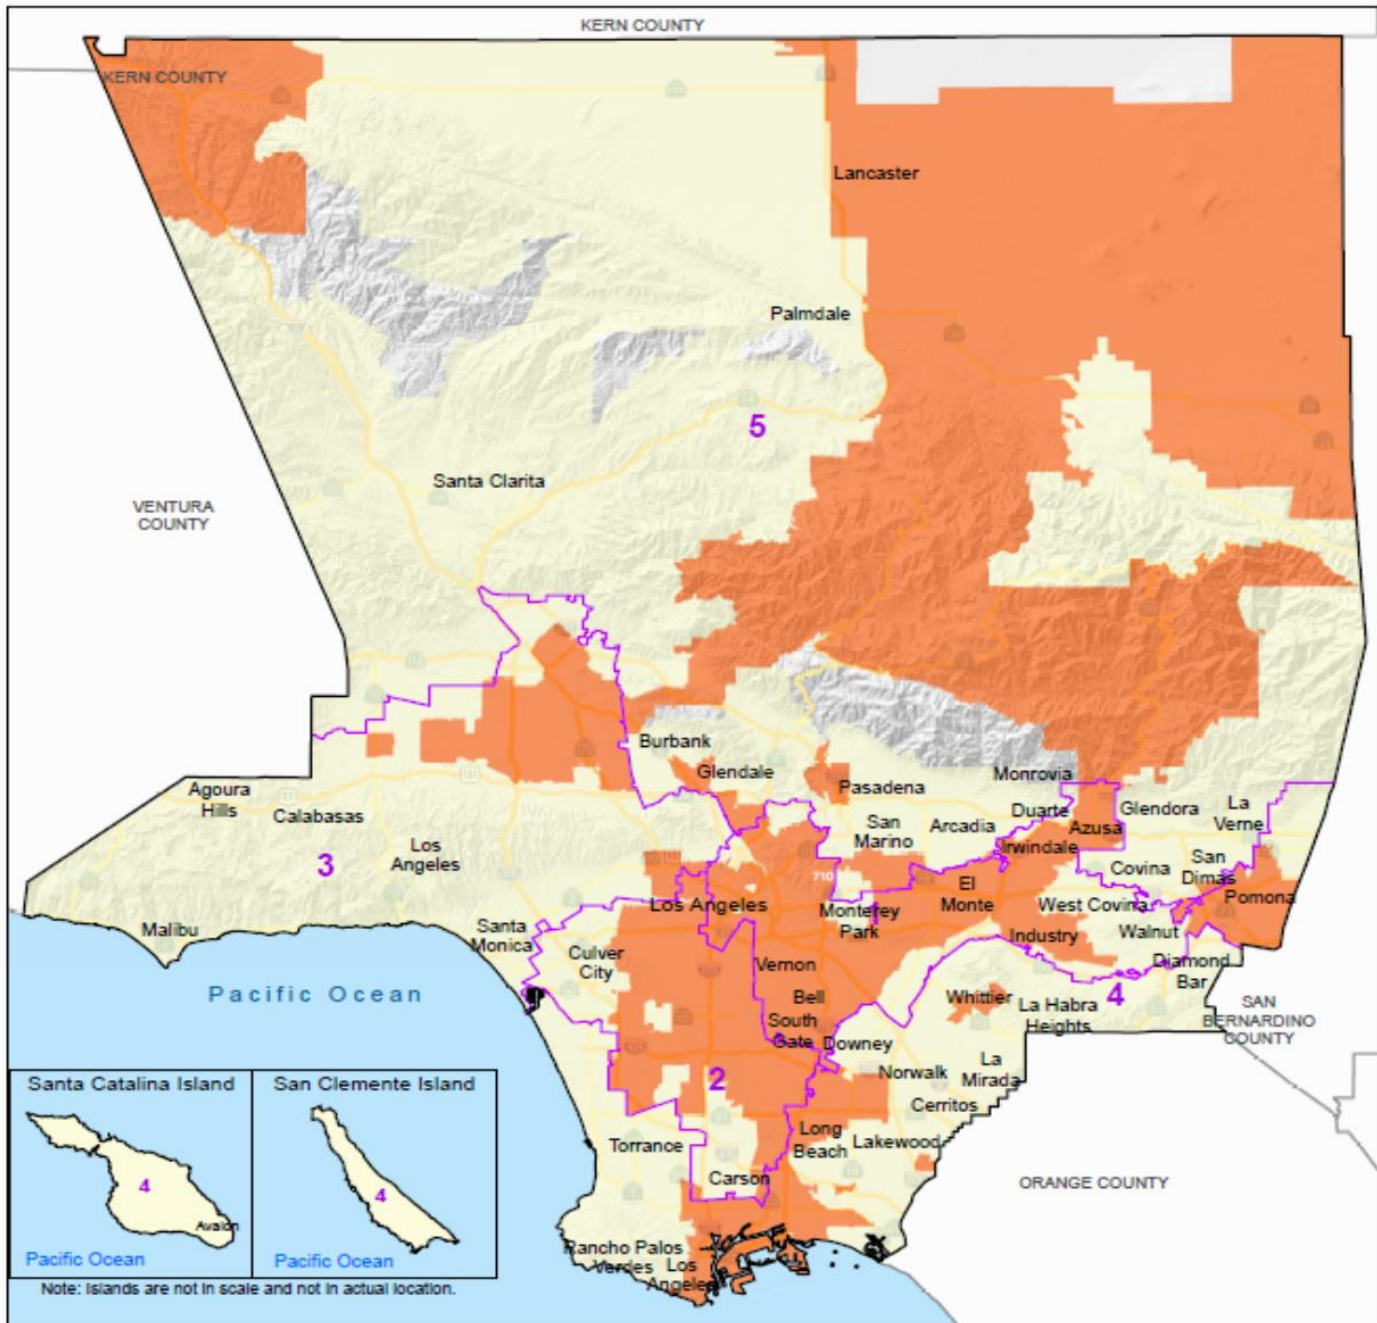 KERN COUNTY
KERN COUNTY
Lancaster
Palmdale
5
Santa Clarita
VENTURA
COUNTY
Burbank
Glendale
Monrovia
Pasadena
Agoura
Hills
Calabasas
Duarte
Glendora
La
Verne
San
Marino
Arcadia
Azusa
Los
Angeles
3
Irwindale
Covina
San
Dimas
710
El
Monte
Pomona
Los Angeles
Monterey
Park
1
West Covina
Malibu
Santa
Monica
Industry
Walnut
Culver
City
Vernon
Diamond
Bar
Pacific Ocean
Bell
Whittier
4
La Habra
Heights
SAN
BERNARDINO
COUNTY
South
Gate
Downey
La
Mirada
Norwalk
2
Cerritos
Santa Catalina Island
San Clemente Island
Long
Beach
Lakewood
Torrance
Carson
ORANGE COUNTY
4
4
Avalon
Pacific Ocean
Pacific Ocean
Rancho Palos
Verdes
Los
Angeles
Note: Islands are not in scale and not in actual location.